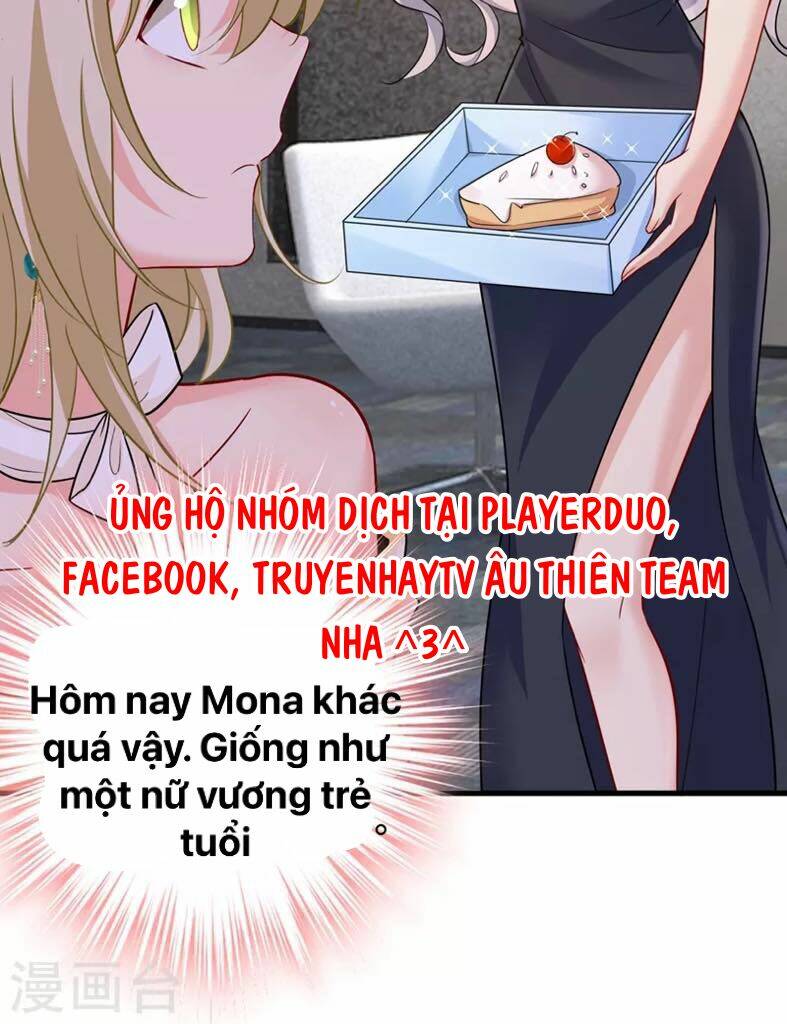 ỦNG HỘ NHÓM DỊCH TẠI PLAYERDUO,
FACEBOOK, TRUYENHAYTV ÂU THIÊN TEAM
NHA ^3^
Hôm nay Mona khác
quá vậy. Giống như
một nữ vương trẻ
tuổi
漫画台